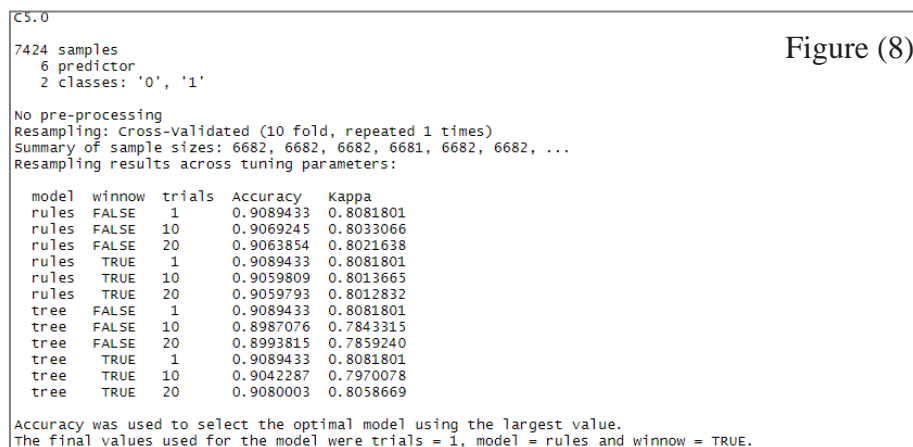 C5.0
Figure (8)
7424 samples
6 predictor
2 classes: '0', '1'
No pre-processing
Resampling: Cross-Validated (10 fold, repeated 1 times)
Summary of sample sizes: 6682, 6682, 6682, 6681, 6682, 6682, ...
Resampling results across tuning parameters:
model winnow trials Accuracy Kappa
rules FALSE 1 0.9089433 0.8081801
rules FALSE 10 0.9069245 0.8033066
rules FALSE 20 0.9063854 0.8021638
rules TRUE 1 0.9089433 0.8081801
rules TRUE 10 0.9059809 0.8013665
rules TRUE 20 0.9059793 0.8012832
tree FALSE 1 0.9089433 0.8081801
tree FALSE 10 0.8987076 0.7843315
tree FALSE 20 0.8993815 0.7859240
tree TRUE 1 0.9089433 0.8081801
tree TRUE 10 0.9042287 0.7970078
tree TRUE 20 0.9080003 0.8058669
Accuracy was used to select the optimal model using the largest value.
The final values used for the model were trials = 1, model = rules and winnow = TRUE.